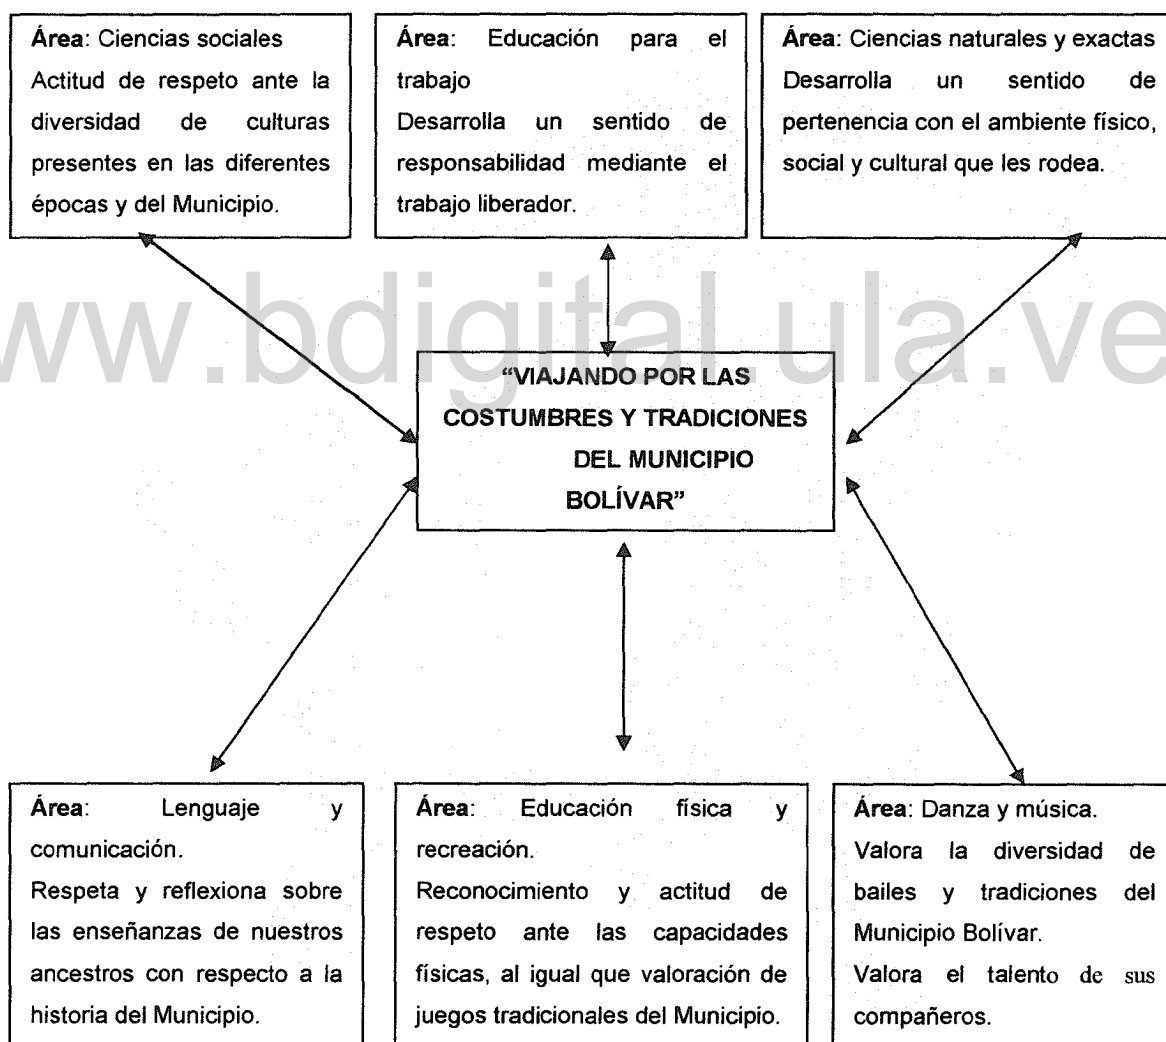 Área: Ciencias sociales
Actitud de respeto ante la
diversidad de culturas
presentes en las diferentes
épocas y del Municipio.
Área: Educación para el
trabajo
Desarrolla un sentido de
responsabilidad mediante el
trabajo liberador.
Área: Ciencias naturales y exactas
Desarrolla un sentido de
pertenencia con el ambiente físico,
social y cultural que les rodea.
ww.bdigital.ula.ve
“VIAJANDO POR LAS
COSTUMBRES Y TRADICIONES
DEL MUNICIPIO
BOLÍVAR”
Área: Lenguaje y
comunicación.
Respeta y reflexiona sobre
las enseñanzas de nuestros
ancestros con respecto a la
historia del Municipio.
Área: Educación física y
recreación.
Reconocimiento y actitud de
respeto ante las capacidades
físicas, al igual que valoración de
juegos tradicionales del Municipio.
Área: Danza y música.
Valora la diversidad de
bailes y tradiciones del
Municipio Bolívar.
Valora el talento de sus
compañeros.